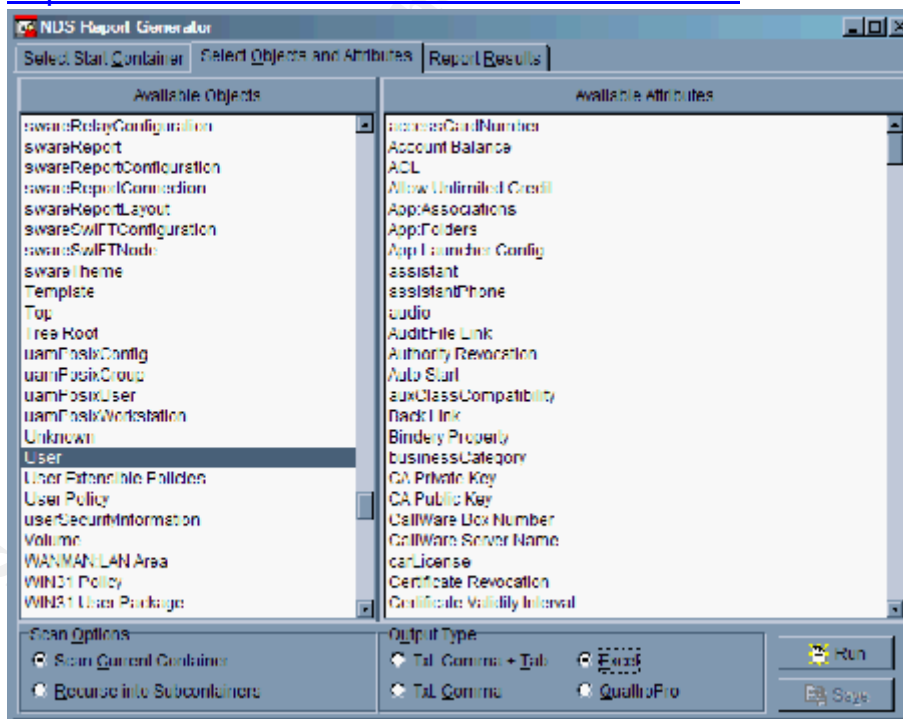 NDS Report Generator
Select Start Container
Select Objects and Attributes
Report Results
Available Objects
swareRelayConfiguration
swareReport
swareReportConfiguration
swareReportConnection
swareReportLayout
swareSwIFTConfiguration
swareSwIFTNode
swareTheme
Template
Top
Tree Root
uamPosixConfig
uamPosixGroup
uamPosixUser
uamPosixWorkstation
Unknown
User
User Extensible Policies
User Policy
userSecurityInformation
Volume
WANMAN:LAN Area
WIN31 Policy
WIN31 User Package
Available Attributes
accessCardNumber
Account Balance
ACL
Allow Unlimited Credit
App:Associations
App:Folders
App:Launcher Config
assistant
assistantPhone
audio
Audit:File Link
Authority Revocation
Auto Start
auxClassCompatibility
Back Link
Bindery Property
businessCategory
CA Private Key
CA Public Key
CallWare Box Number
CallWare Server Name
carLicense
Certificate Revocation
Certificate Validity Interval
Scan Options
Scan Current Container
Recurse into Subcontainers
Output Type
Txt Comma + Tab
Excel
Txt Comma
QuattroPro
Run
Save